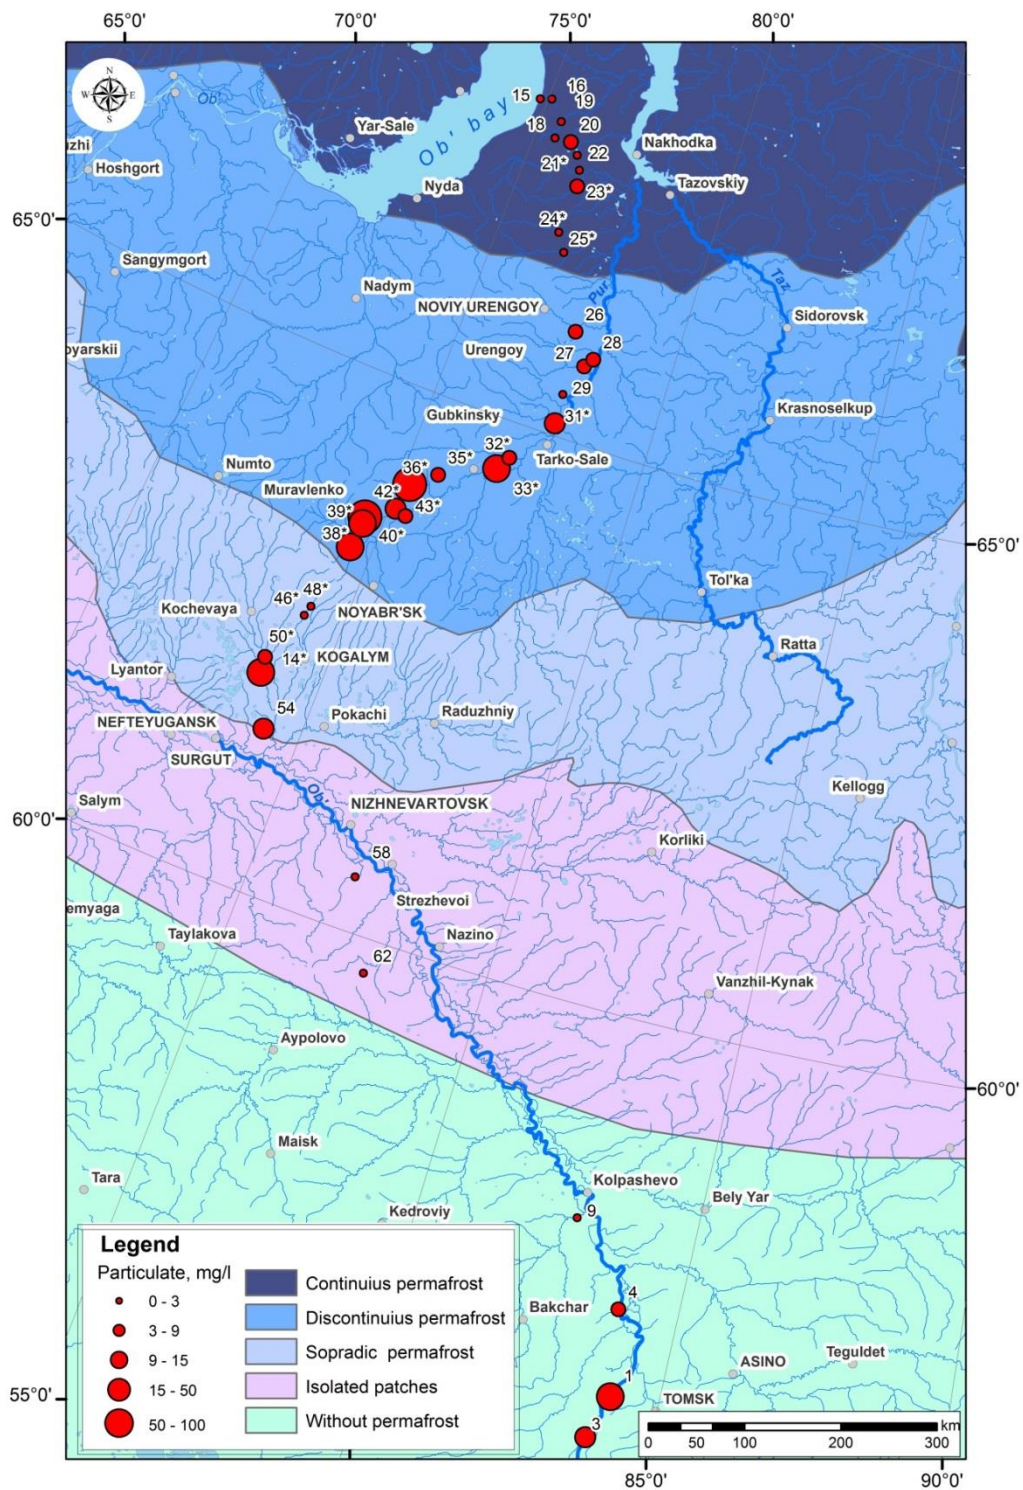 65°0' 70°0' 75°0' 80°0'
N
W E
S
Ob'
Ob' bay
15 16
19
18 20
Yar-Sale
uzhi
Hoshgort
Nakhodka
21* 22
Nyda
23*
Tazovskiy
65°0'
24*
25*
Sangymgort
Nadym
Pur
Taz
NOVIY URENGOY
26
Sidorovsk
oyarskii
Urengoy
27 28
29
Gubkinsky
31*
Krasnoselkup
32*
35*
Tarko-Sale
36*
33*
Numto
Muravlenko
42*
43*
39*
40*
38*
65°0'
Tol'ka
46* 48*
Kochevaya
NOYABR'SK
50*
14*
KOGALYM
Ratta
Lyantor
54
Pokachi
Raduzhniy
NEFTEYUGANSK
SURGUT
Kellogg
Ob'
Salym
NIZHNEVARTOVSK
60°0'
58
Korliki
Strezhevoi
emyaga
Taylakova
Nazino
62
Vanzhil-Kynak
Aypolovo
60°0'
Maisk
Tara
Kolpashevo
Bely Yar
9
Kedroviy
4
Bakchar
Teguldet
ASINO
1
TOMSK
3
55°0'
Legend
Particulate, mg/l
0 - 3
3 - 9
9 - 15
15 - 50
50 - 100
Continuius permafrost
Discontinuius permafrost
Sopradic permafrost
Isolated patches
Without permafrost
km
0 50 100 200 300
85°0' 90°0'